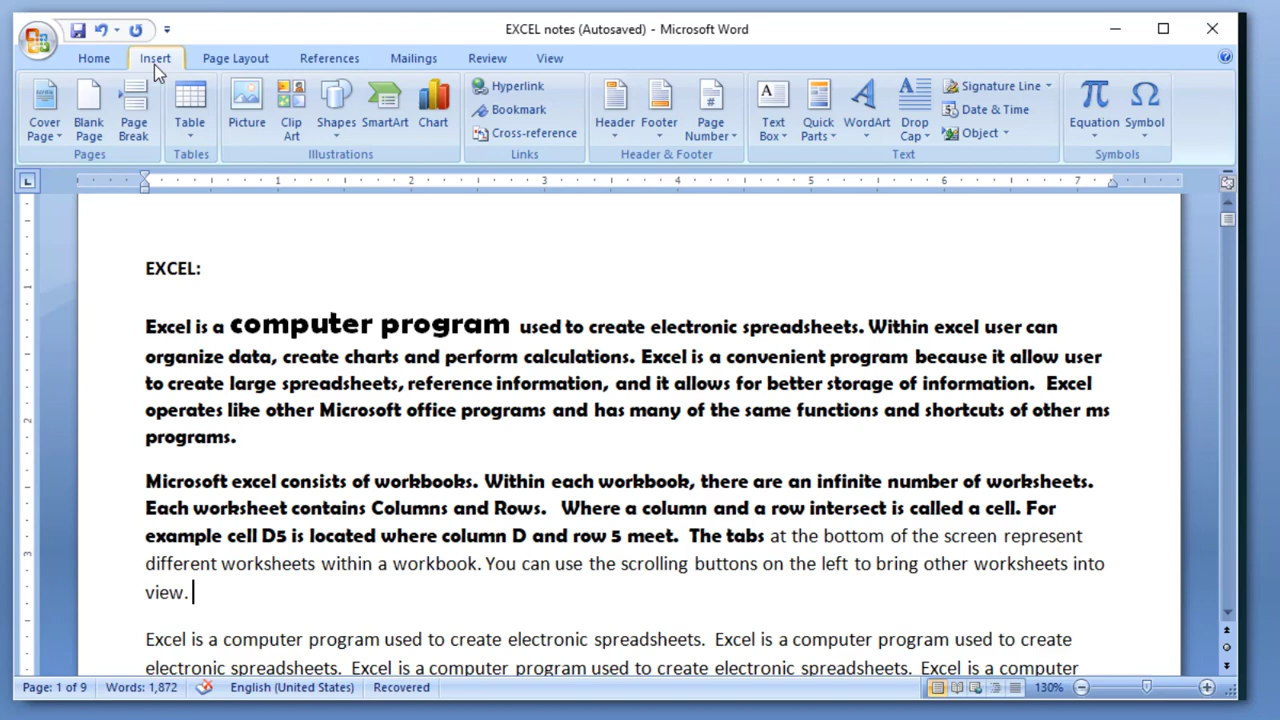 EXCEL notes (Autosaved) - Microsoft Word
Home Insert Page Layout References Mailings Review View
Cover Page Blank Page Page Break Table Picture Clip Art Shapes SmartArt Chart Hyperlink Bookmark Cross-reference Header Footer Page Number Text Box Quick Parts WordArt Drop Cap Signature Line Date & Time Object Equation Symbol
Pages Tables Illustrations Links Header & Footer Text Symbols
1 2 3 4 5 6 7
1
2
3
EXCEL:
Excel is a computer program used to create electronic spreadsheets. Within excel user can
organize data, create charts and perform calculations. Excel is a convenient program because it allow user
to create large spreadsheets, reference information, and it allows for better storage of information. Excel
operates like other Microsoft office programs and has many of the same functions and shortcuts of other ms
programs.
Microsoft excel consists of workbooks. Within each workbook, there are an infinite number of worksheets.
Each worksheet contains Columns and Rows. Where a column and a row intersect is called a cell. For
example cell D5 is located where column D and row 5 meet. The tabs at the bottom of the screen represent
different worksheets within a workbook. You can use the scrolling buttons on the left to bring other worksheets into
view.
Excel is a computer program used to create electronic spreadsheets. Excel is a computer program used to create
electronic spreadsheets. Excel is a computer program used to create electronic spreadsheets. Excel is a computer
Page: 1 of 9 Words: 1,872 English (United States) Recovered 130%